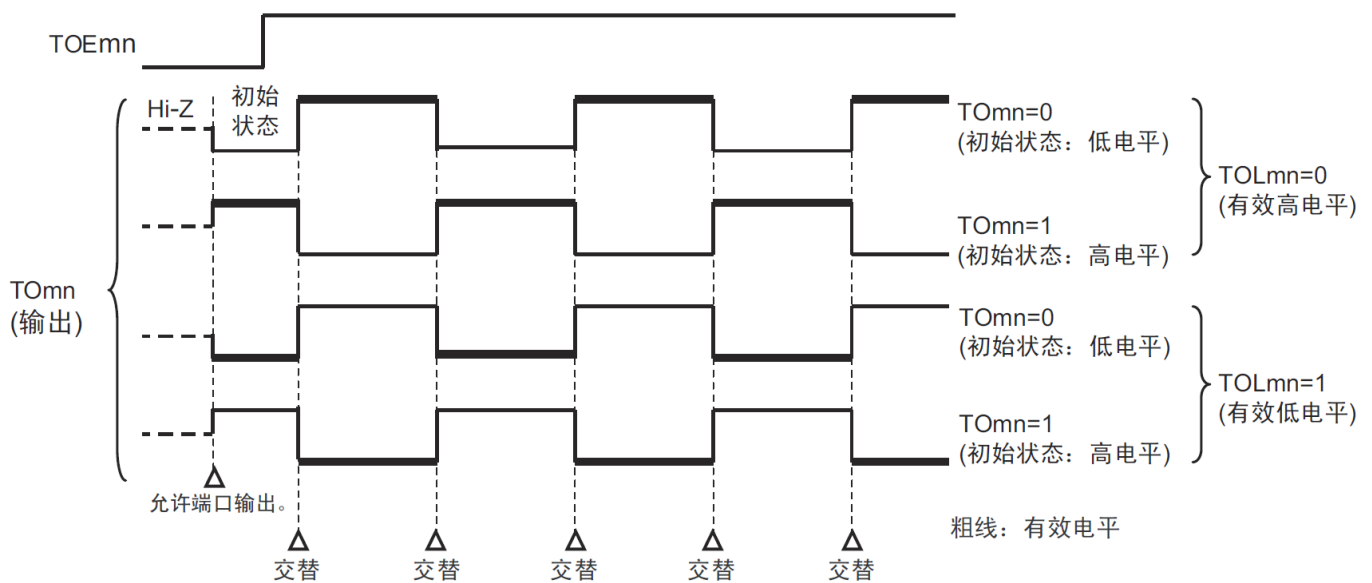 TOEmn
Hi-Z
初始
状态
TOmn
(输出)
TOmn=0
(初始状态：低电平)
TOmn=1
(初始状态：高电平)
TOLmn=0
(有效高电平)
TOmn=0
(初始状态：低电平)
TOmn=1
(初始状态：高电平)
TOLmn=1
(有效低电平)
允许端口输出。
粗线：有效电平
交替
交替
交替
交替
交替